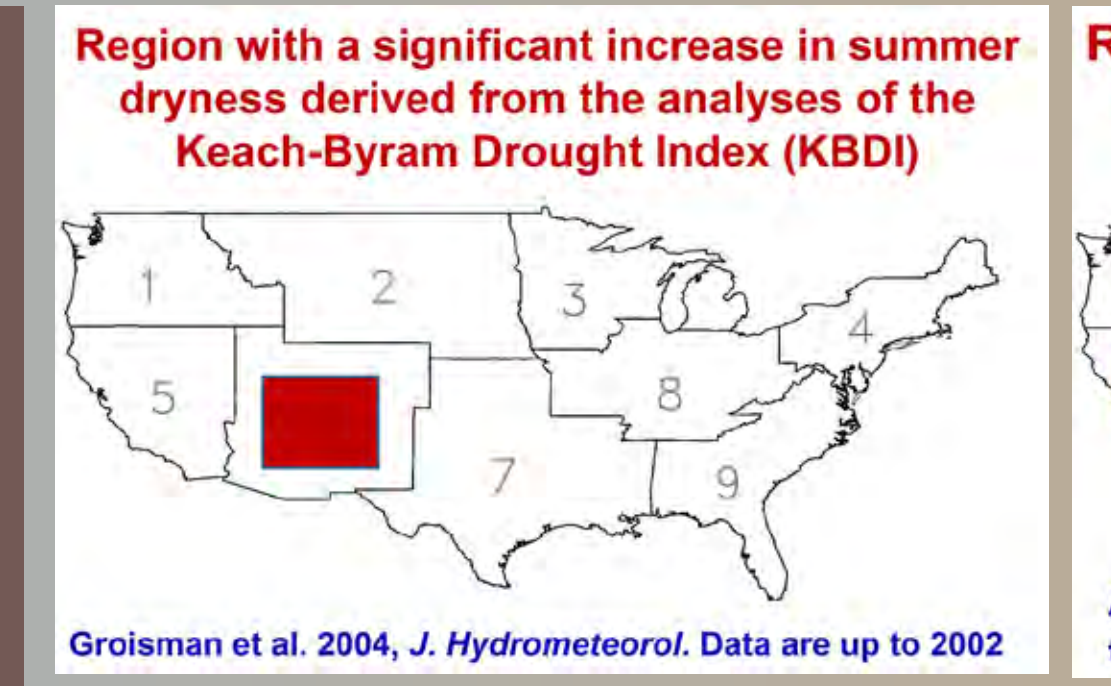 Region with a significant increase in summer
dryness derived from the analyses of the
Keach-Byram Drought Index (KBDI)
1
2
3
4
5
8
7
9
Groisman et al. 2004, J. Hydrometeorol. Data are up to 2002
R